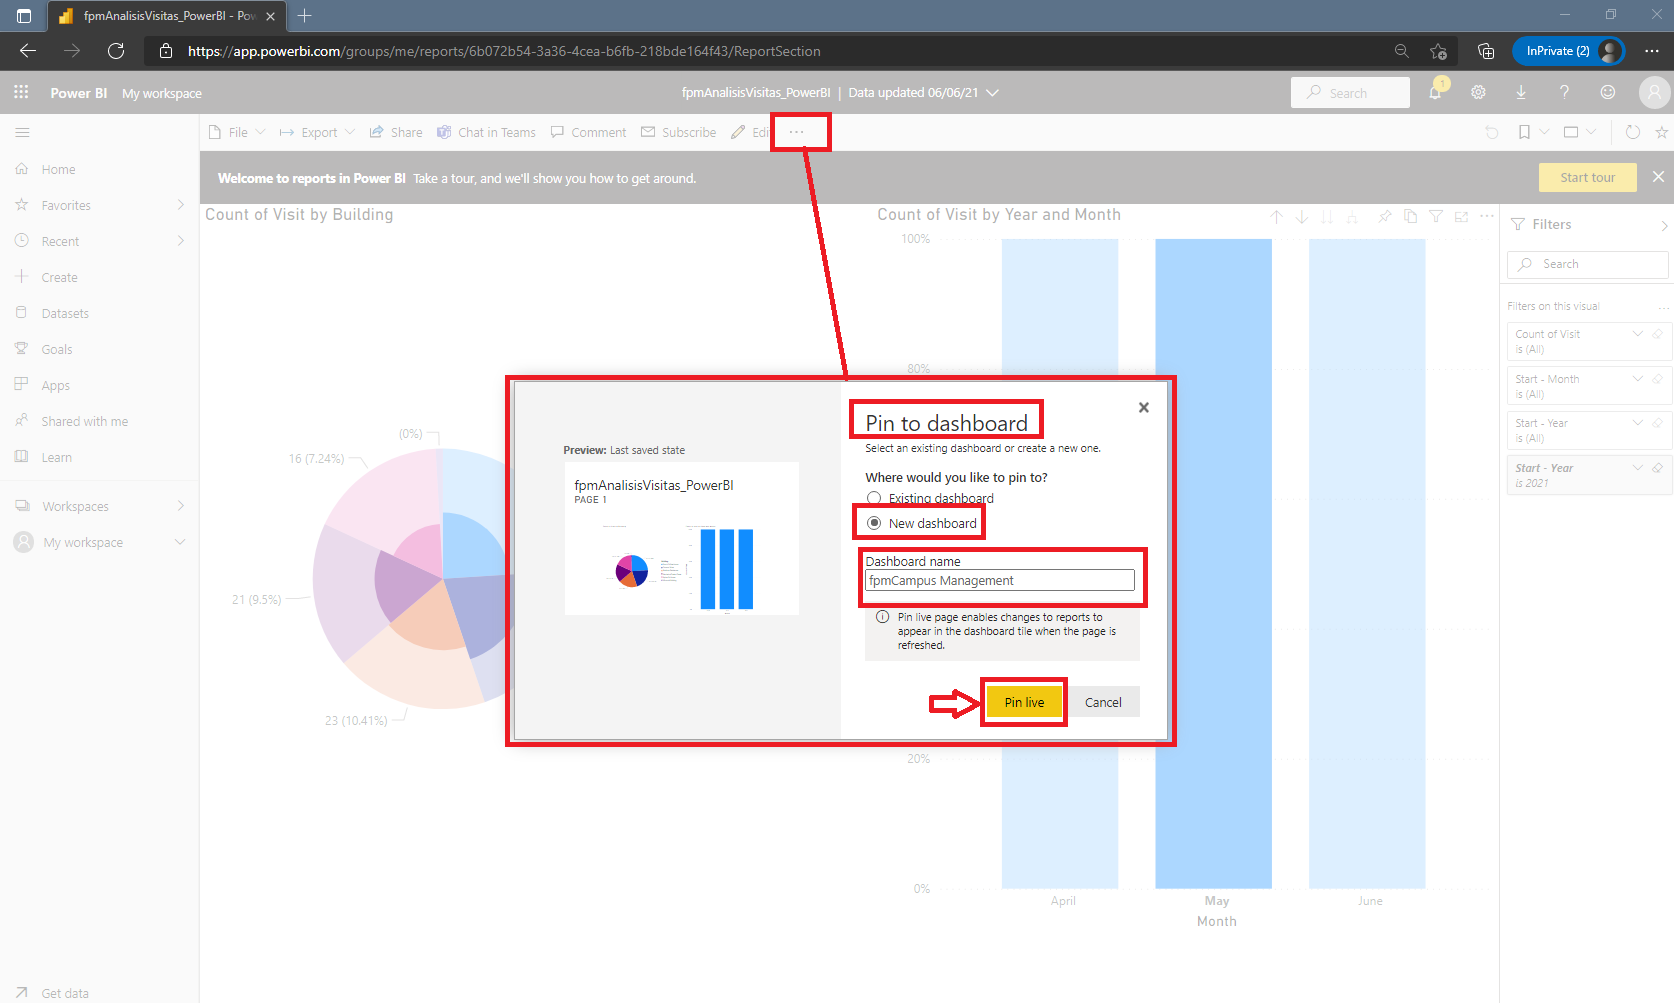 fpmAnalisisVisitas_PowerBI - Pow
https://app.powerbi.com/groups/me/reports/6b072b54-3a36-4cea-b6fb-218bde164f43/ReportSection
InPrivate (2)
Power BI My workspace
fpmAnalisisVisitas_PowerBI | Data updated 06/06/21
Search
1
File Export Share Chat in Teams Comment Subscribe Edi
Welcome to reports in Power BI Take a tour, and we'll show you how to get around.
Start tour
Home
Favorites
Recent
Create
Datasets
Goals
Apps
Shared with me
Learn
Workspaces
My workspace
Get data
Count of Visit by Building
(0%)
16 (7.24%)
21 (9.5%)
23 (10.41%)
Count of Visit by Year and Month
100%
80%
20%
0%
April
May
June
Month
Preview: Last saved state
fpmAnalisisVisitas_PowerBI
PAGE 1
Pin to dashboard
Select an existing dashboard or create a new one.
Where would you like to pin to?
Existing dashboard
New dashboard
Dashboard name
fpmCampus Management
Pin live page enables changes to reports to
appear in the dashboard tile when the page is
refreshed.
Pin live
Cancel
Filters
Search
Filters on this visual
Count of Visit
is (All)
Start - Month
is (All)
Start - Year
is (All)
Start - Year
is 2021